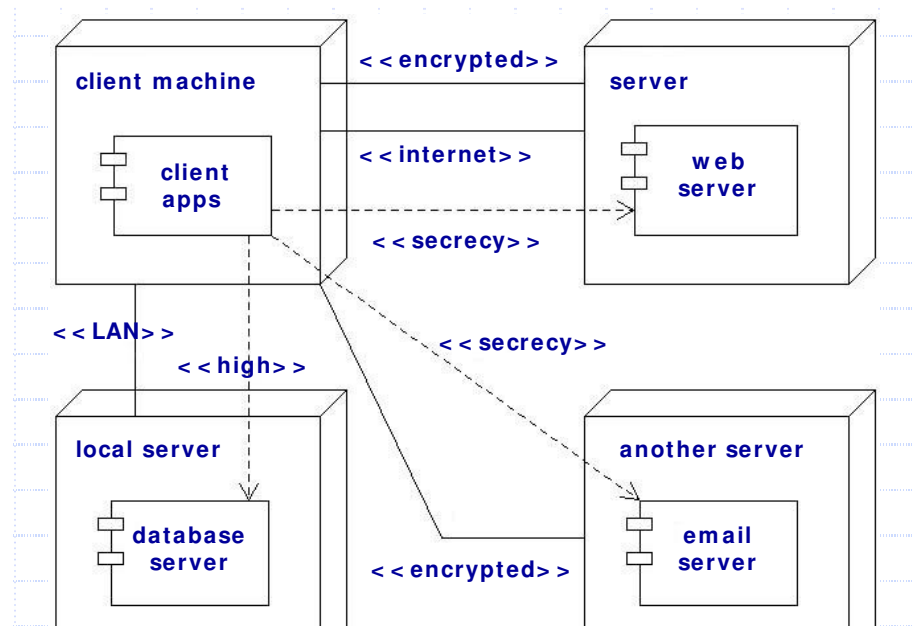 <<encrypted>>
client machine
server
<<internet>>
client
apps
web
server
<<secrecy>>
<<LAN>>
<<secrecy>>
<<high>>
local server
another server
database
server
email
server
<<encrypted>>